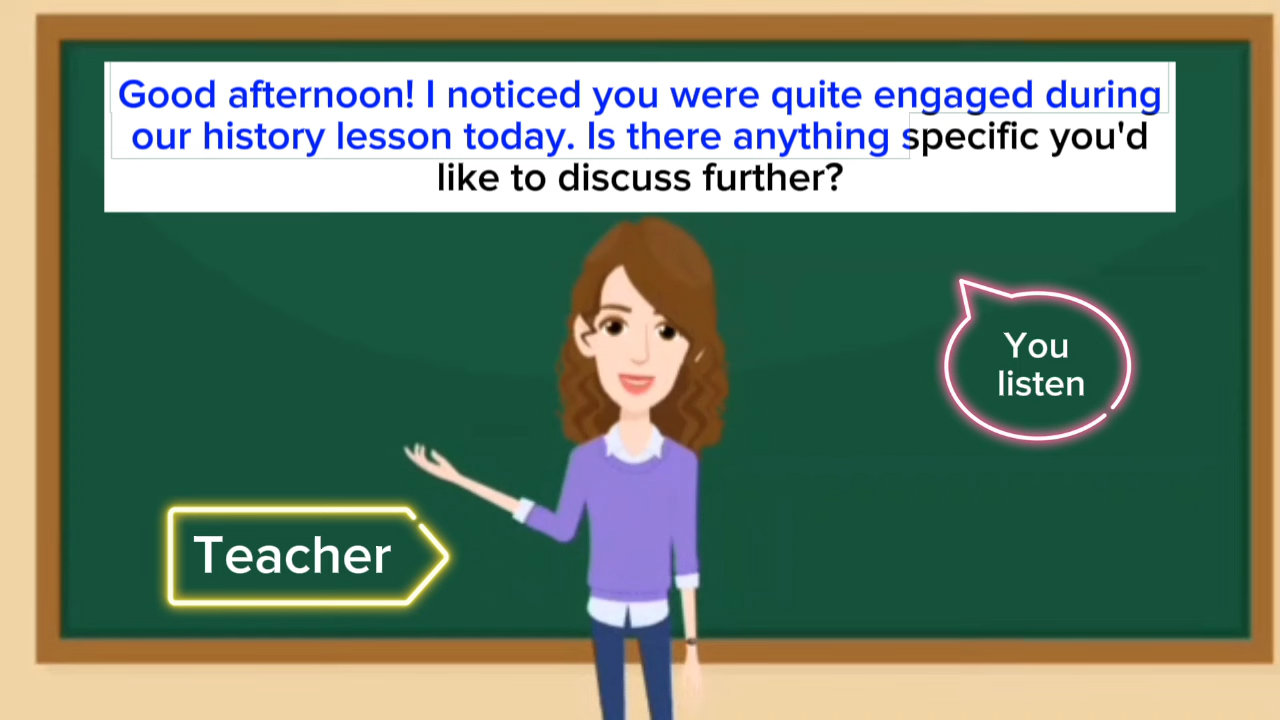 Good afternoon! I noticed you were quite engaged during
our history lesson today. Is there anything specific you'd
like to discuss further?
You
listen
Teacher